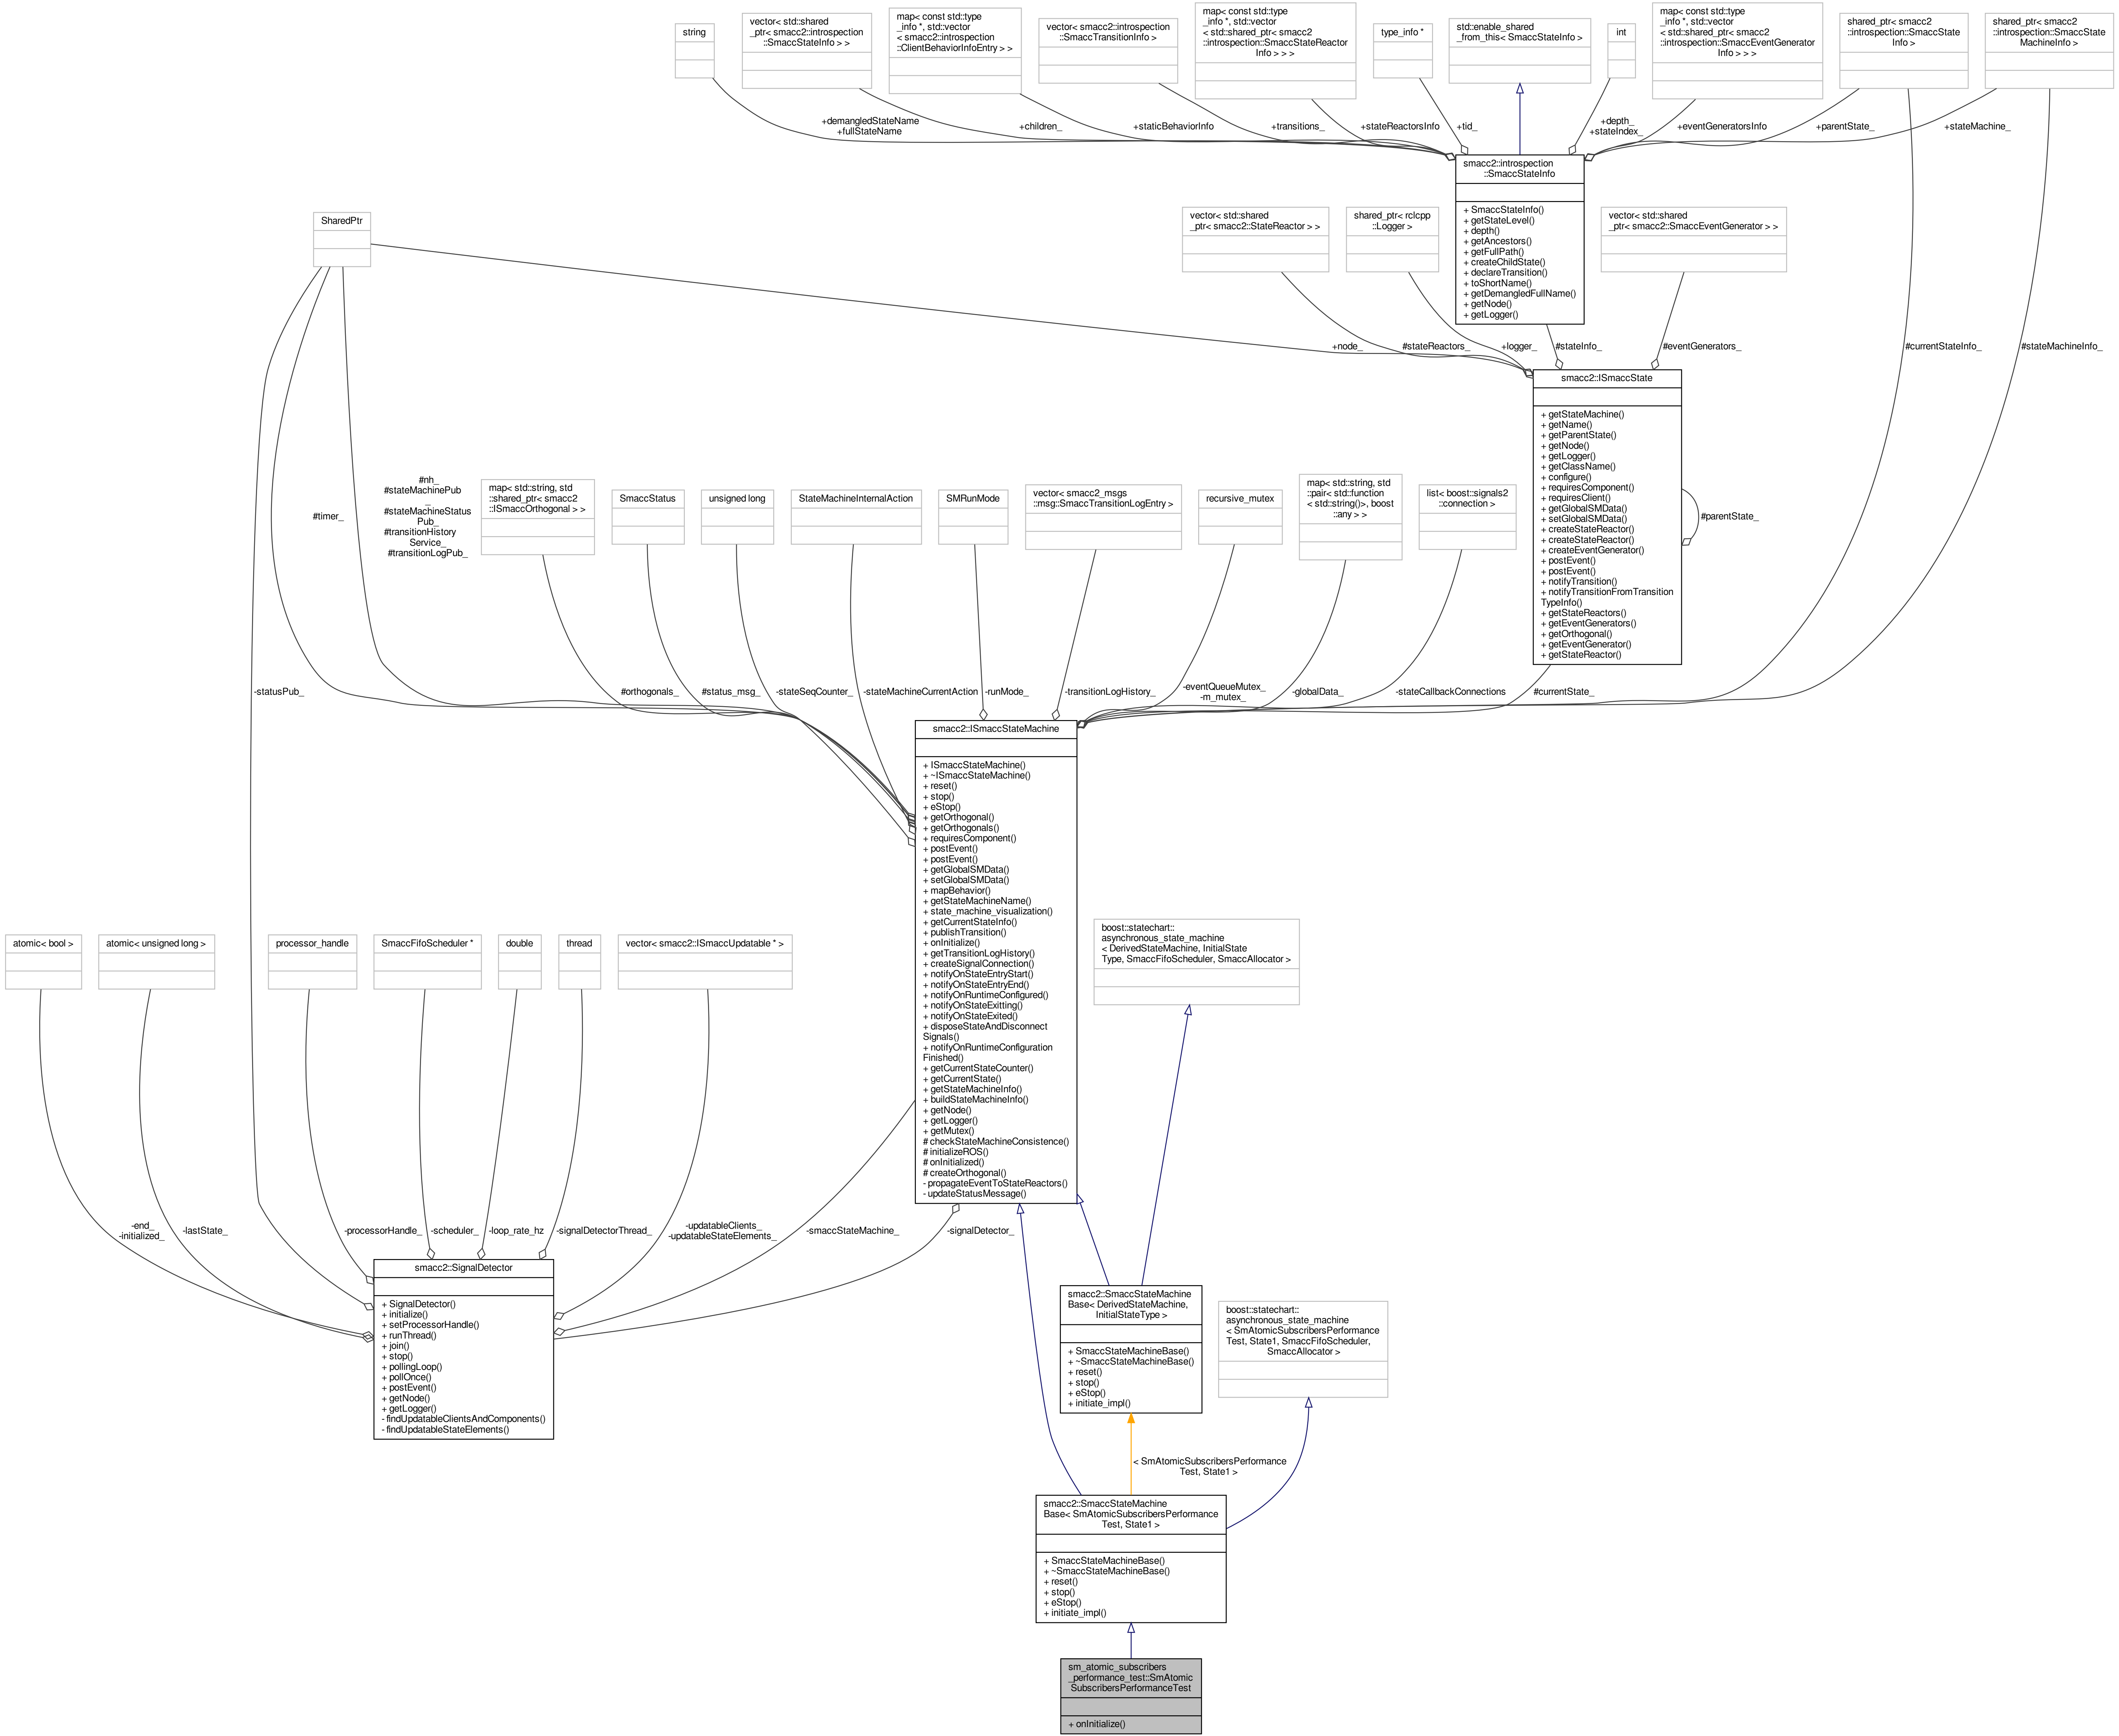 string
vector< std::shared
_ptr< smacc2::introspection
::SmaccStateInfo > >
map< const std::type
_info *, std::vector
< smacc2::introspection
::ClientBehaviorInfoEntry > >
vector< smacc2::introspection
::SmaccTransitionInfo >
map< const std::type
_info *, std::vector
< std::shared_ptr< smacc2
::introspection::SmaccStateReactor
Info > > >
type_info *
std::enable_shared
_from_this< SmaccStateInfo >
int
map< const std::type
_info *, std::vector
< std::shared_ptr< smacc2
::introspection::SmaccEventGenerator
Info > > >
shared_ptr< smacc2
::introspection::SmaccState
Info >
shared_ptr< smacc2
::introspection::SmaccState
MachineInfo >
+demangledStateName
+fullStateName
+children_
+staticBehaviorInfo
+transitions_
+stateReactorsInfo
+tid_
+depth_
+stateIndex_
+eventGeneratorsInfo
+parentState_
+stateMachine_
smacc2::introspection
::SmaccStateInfo
+ SmaccStateInfo()
+ getStateLevel()
+ depth()
+ getAncestors()
+ getFullPath()
+ createChildState()
+ declareTransition()
+ toShortName()
+ getDemangledFullName()
+ getNode()
+ getLogger()
SharedPtr
vector< std::shared
_ptr< smacc2::StateReactor > >
shared_ptr< rclcpp
::Logger >
vector< std::shared
_ptr< smacc2::SmaccEventGenerator > >
+node_
#stateReactors_
+logger_
#stateInfo_
#eventGenerators_
#currentStateInfo_
#stateMachineInfo_
smacc2::ISmaccState
+ getStateMachine()
+ getName()
+ getParentState()
+ getNode()
+ getLogger()
+ getClassName()
+ configure()
+ requiresComponent()
+ requiresClient()
+ getGlobalSMData()
+ setGlobalSMData()
+ createStateReactor()
+ createStateReactor()
+ createEventGenerator()
+ postEvent()
+ postEvent()
+ notifyTransition()
+ notifyTransitionFromTransition
TypeInfo()
+ getStateReactors()
+ getEventGenerators()
+ getOrthogonal()
+ getEventGenerator()
+ getStateReactor()
#parentState_
#timer_
#nh_
#stateMachinePub
_
#stateMachineStatus
Pub_
#transitionHistory
Service_
#transitionLogPub_
map< std::string, std
::shared_ptr< smacc2
::ISmaccOrthogonal > >
SmaccStatus
unsigned long
StateMachineInternalAction
SMRunMode
vector< smacc2_msgs
::msg::SmaccTransitionLogEntry >
recursive_mutex
map< std::string, std
::pair< std::function
< std::string()>, boost
::any > >
list< boost::signals2
::connection >
-statusPub_
#orthogonals_
#status_msg_
-stateSeqCounter_
-stateMachineCurrentAction
-runMode_
-transitionLogHistory_
-eventQueueMutex_
-m_mutex_
-globalData_
-stateCallbackConnections
#currentState_
smacc2::ISmaccStateMachine
+ ISmaccStateMachine()
+ ~ISmaccStateMachine()
+ reset()
+ stop()
+ eStop()
+ getOrthogonal()
+ getOrthogonals()
+ requiresComponent()
+ postEvent()
+ postEvent()
+ getGlobalSMData()
+ setGlobalSMData()
+ mapBehavior()
+ getStateMachineName()
+ state_machine_visualization()
+ getCurrentStateInfo()
+ publishTransition()
+ onInitialize()
+ getTransitionLogHistory()
+ createSignalConnection()
+ notifyOnStateEntryStart()
+ notifyOnStateEntryEnd()
+ notifyOnRuntimeConfigured()
+ notifyOnStateExitting()
+ notifyOnStateExited()
+ disposeStateAndDisconnect
Signals()
+ notifyOnRuntimeConfiguration
Finished()
+ getCurrentStateCounter()
+ getCurrentState()
+ getStateMachineInfo()
+ buildStateMachineInfo()
+ getNode()
+ getLogger()
+ getMutex()
# checkStateMachineConsistence()
# initializeROS()
# onInitialized()
# createOrthogonal()
- propagateEventToStateReactors()
- updateStatusMessage()
atomic< bool >
atomic< unsigned long >
processor_handle
SmaccFifoScheduler *
double
thread
vector< smacc2::ISmaccUpdatable * >
boost::statechart::
asynchronous_state_machine
< DerivedStateMachine, InitialState
Type, SmaccFifoScheduler, SmaccAllocator >
-end_
-initialized_
-lastState_
-processorHandle_
-scheduler_
-loop_rate_hz
-signalDetectorThread_
-updatableClients_
-updatableStateElements_
-smaccStateMachine_
-signalDetector_
smacc2::SignalDetector
+ SignalDetector()
+ initialize()
+ setProcessorHandle()
+ runThread()
+ join()
+ stop()
+ pollingLoop()
+ pollOnce()
+ postEvent()
+ getNode()
+ getLogger()
- findUpdatableClientsAndComponents()
- findUpdatableStateElements()
smacc2::SmaccStateMachine
Base< DerivedStateMachine,
InitialStateType >
+ SmaccStateMachineBase()
+ ~SmaccStateMachineBase()
+ reset()
+ stop()
+ eStop()
+ initiate_impl()
boost::statechart::
asynchronous_state_machine
< SmAtomicSubscribersPerformance
Test, State1, SmaccFifoScheduler,
SmaccAllocator >
< SmAtomicSubscribersPerformance
Test, State1 >
smacc2::SmaccStateMachine
Base< SmAtomicSubscribersPerformance
Test, State1 >
+ SmaccStateMachineBase()
+ ~SmaccStateMachineBase()
+ reset()
+ stop()
+ eStop()
+ initiate_impl()
sm_atomic_subscribers
_performance_test::SmAtomic
SubscribersPerformanceTest
+ onInitialize()